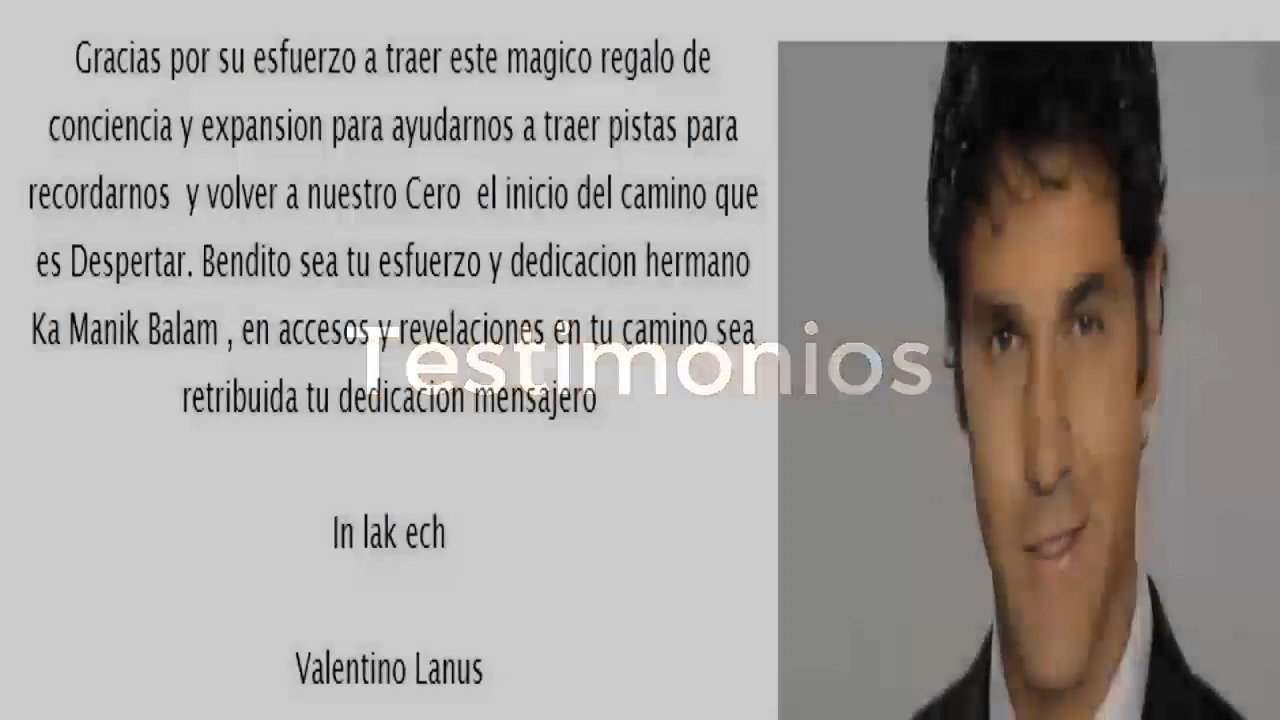 Gracias por su esfuerzo a traer este magico regalo de
conciencia y expansion para ayudarnos a traer pistas para
recordarnos y volver a nuestro Cero el inicio del camino que
es Despertar. Bendito sea tu esfuerzo y dedicacion hermano
Ka Manik Balam , en accesos y revelaciones en tu camino sea
Testimonios
retribuida tu dedicacion mensajero
In lak ech
Valentino Lanus